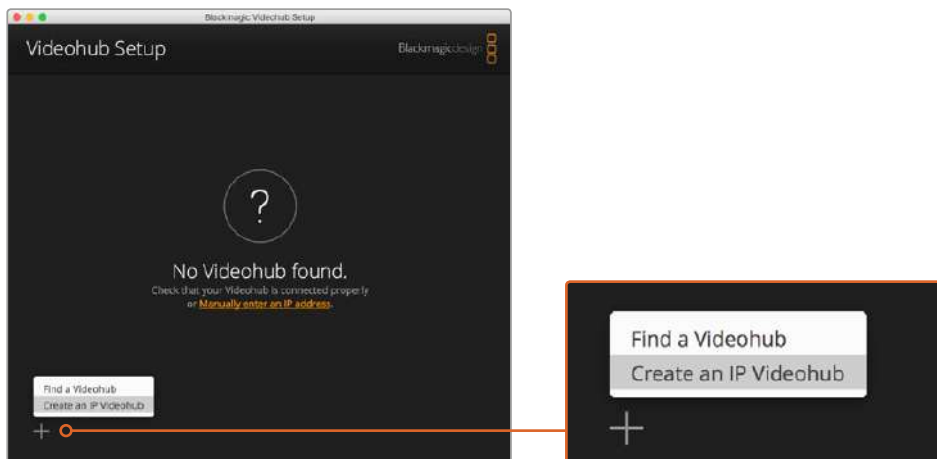 Blackmagic Videohub Setup
Videohub Setup
Blackmagicdesign
?
No Videohub found.
Check that your Videohub is connected properly
or Manually enter an IP address.
Find a Videohub
Create an IP Videohub
Find a Videohub
Create an IP Videohub